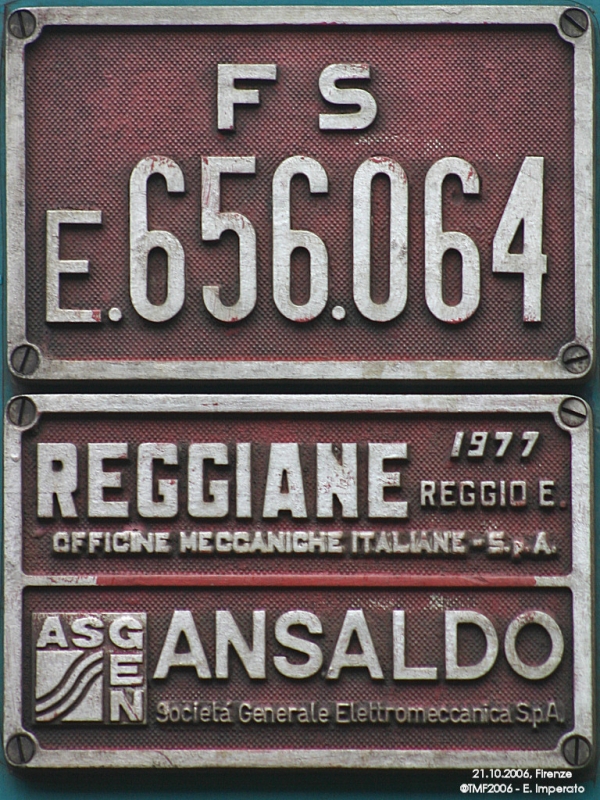 FS
E.656.064
REGGIANE 1977
REGGIO E.
OFFICINE MECCANICHE ITALIANE - S.p.A.
ASGEN ANSALDO
Società Generale Elettromeccanica S.p.A.
21.10.2006, Firenze
©TMF2006 - E. Imperato